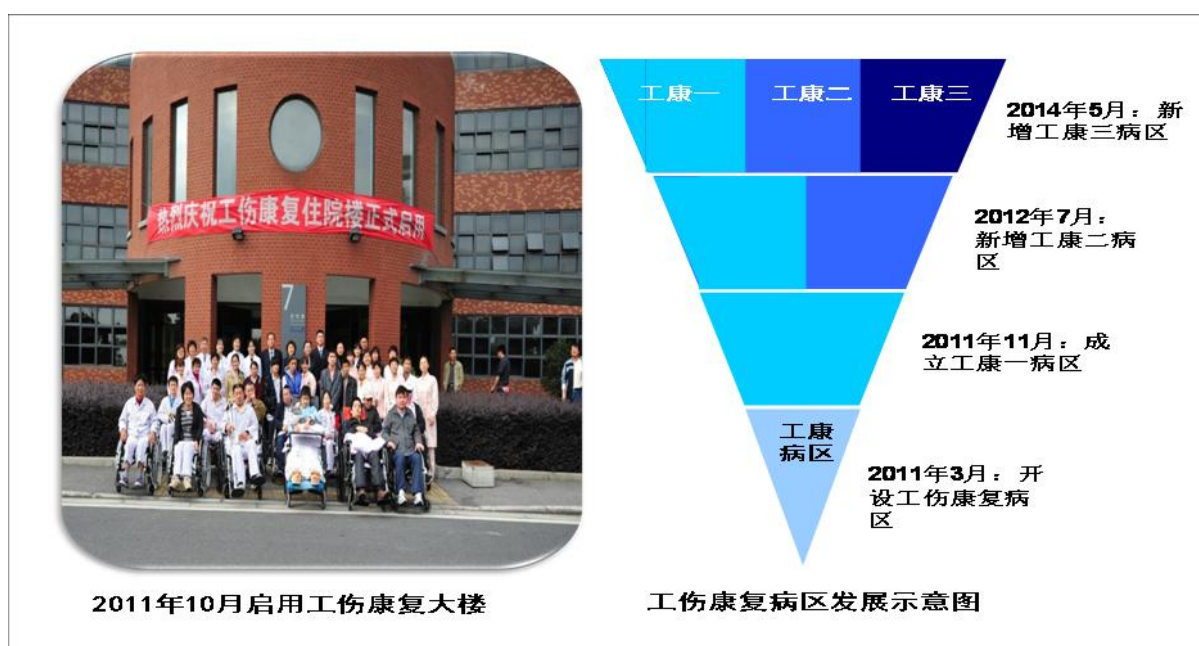 热烈庆祝工伤康复住院楼正式启用
7
2011年10月启用工伤康复大楼
工康一
工康二
工康三
2014年5月：新
增工康三病区
2012年7月：
新增工康二病
区
2011年11月：成
立工康一病区
工康
病区
2011年3月：开
设工伤康复病
区
工伤康复病区发展示意图